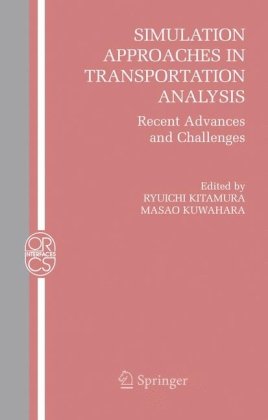 SIMULATION
APPROACHES IN
TRANSPORTATION
ANALYSIS
Recent Advances
and Challenges
Edited by
RYUICHI KITAMURA
MASAO KUWAHARA
OR
INTERFACES
CS
Springer